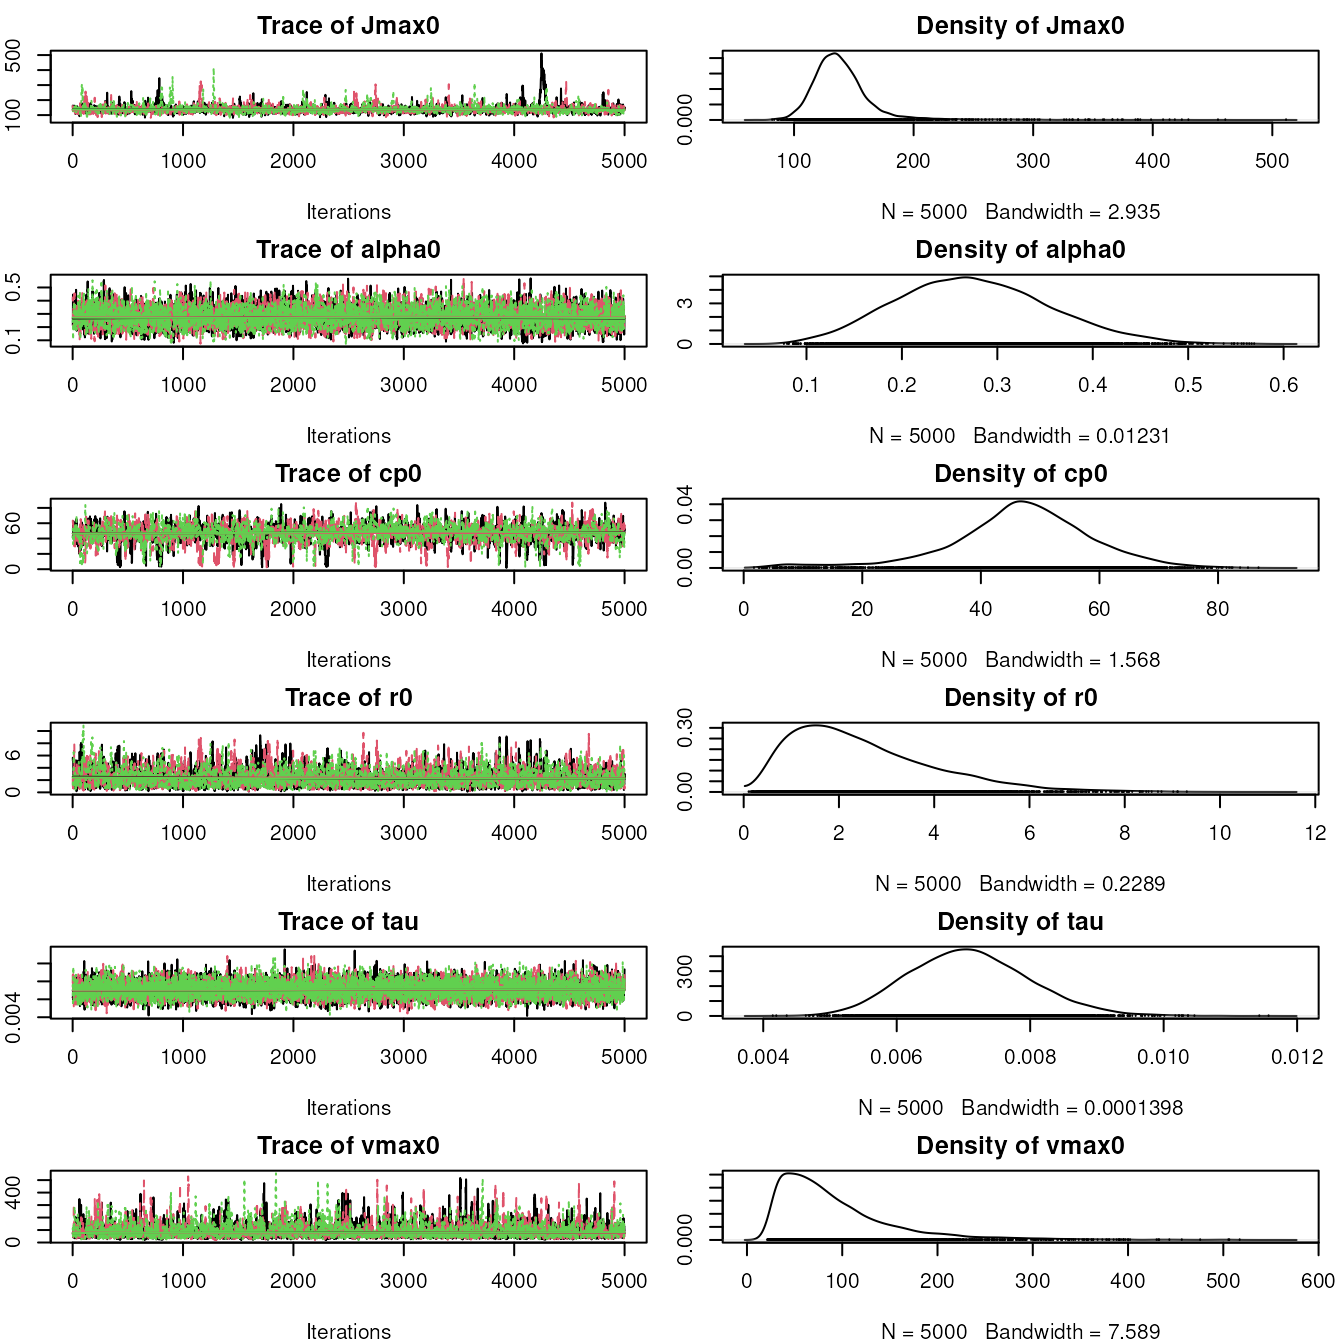 Trace of Jmax0
Density of Jmax0
100 500
0 1000 2000 3000 4000 5000
Iterations
0.000
100 200 300 400 500
N = 5000 Bandwidth = 2.935
Trace of alpha0
Density of alpha0
0.1 0.5
0 1000 2000 3000 4000 5000
Iterations
0 3
0.1 0.2 0.3 0.4 0.5 0.6
N = 5000 Bandwidth = 0.01231
Trace of cp0
Density of cp0
0 60
0 1000 2000 3000 4000 5000
Iterations
0.00 0.04
0 20 40 60 80
N = 5000 Bandwidth = 1.568
Trace of r0
Density of r0
0 6
0 1000 2000 3000 4000 5000
Iterations
0.00 0.30
0 2 4 6 8 10 12
N = 5000 Bandwidth = 0.2289
Trace of tau
Density of tau
0.004
0 1000 2000 3000 4000 5000
Iterations
0 300
0.004 0.006 0.008 0.010 0.012
N = 5000 Bandwidth = 0.0001398
Trace of vmax0
Density of vmax0
0 400
0 1000 2000 3000 4000 5000
Iterations
0.000
0 100 200 300 400 500 600
N = 5000 Bandwidth = 7.589